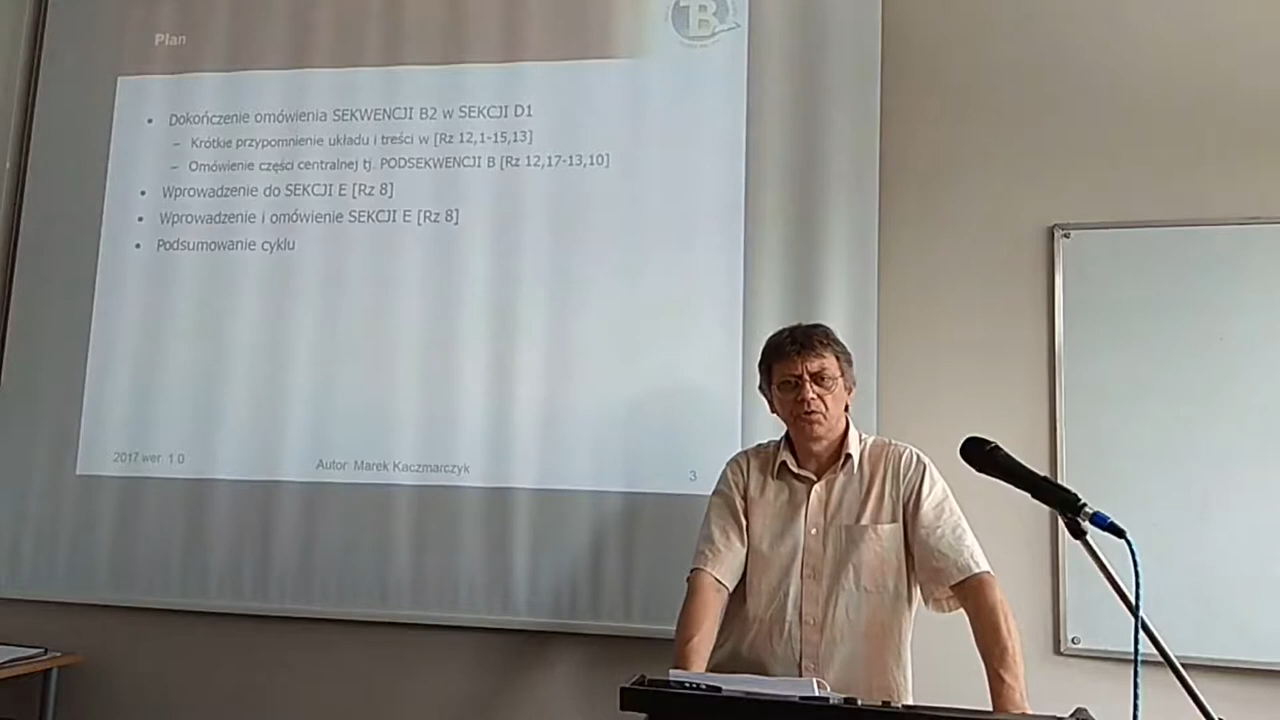 TB
Plan
• Dokończenie omówienia SEKWENCJI B2 w SEKCJI D1
– Krótkie przypomnienie układu i treści w [Rz 12,1-15,13]
– Omówienie części centralnej tj. PODSEKWENCJI B [Rz 12,17-13,10]
• Wprowadzenie do SEKCJI E [Rz 8]
• Wprowadzenie i omówienie SEKCJI E [Rz 8]
• Podsumowanie cyklu
2017 wer 1 0
Autor Marek Kaczmarczyk
3